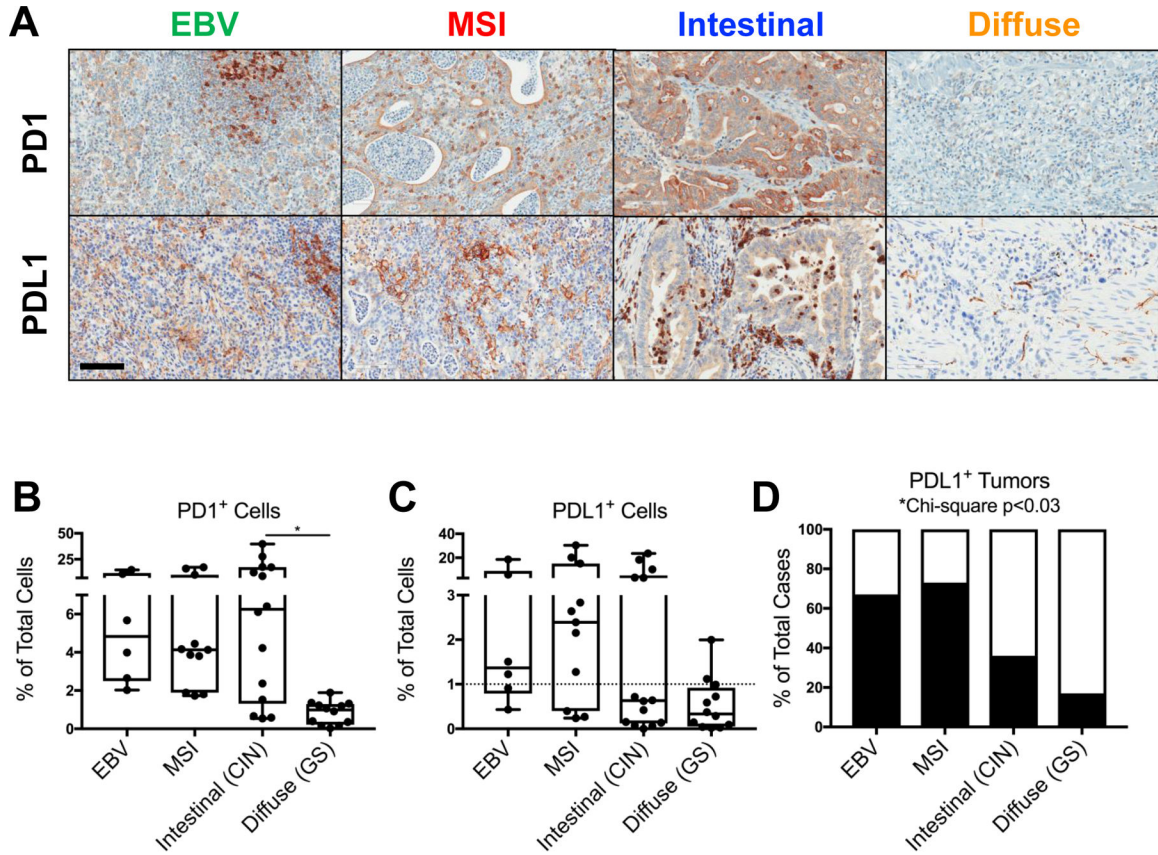 A
EBV MSI Intestinal Diffuse
PD1
PDL1
B
PD1+ Cells
*
% of Total Cells
50
25
6
4
2
0
EBV
MSI
Intestinal (CIN)
Diffuse (GS)
C
PDL1+ Cells
% of Total Cells
40
20
3
2
1
0
EBV
MSI
Intestinal (CIN)
Diffuse (GS)
D
PDL1+ Tumors
*Chi-square p<0.03
% of Total Cases
100
80
60
40
20
0
EBV
MSI
Intestinal (CIN)
Diffuse (GS)